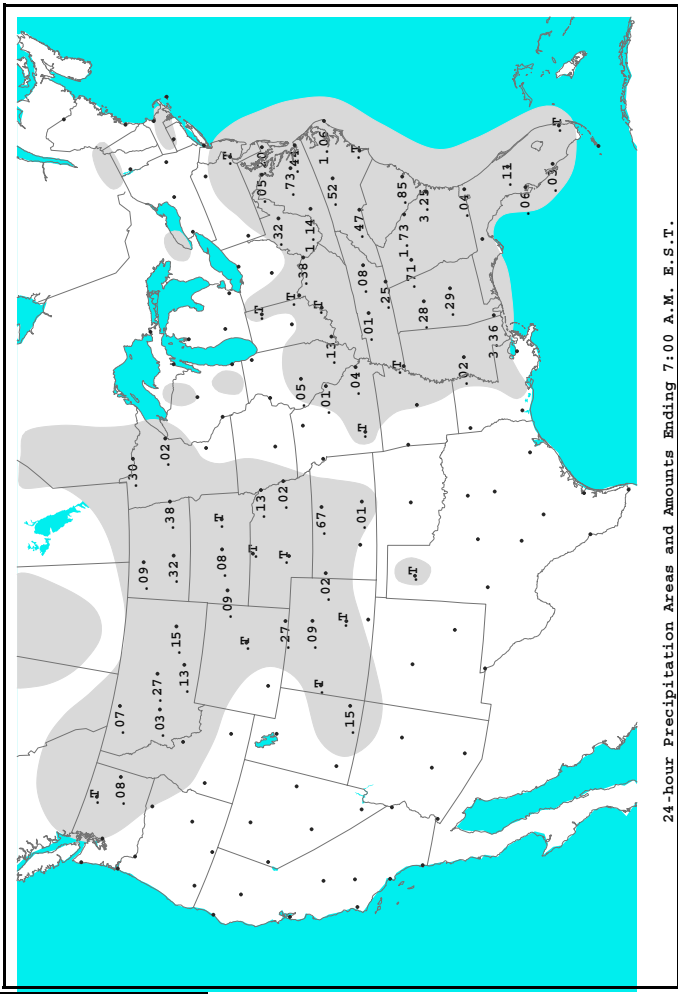 T
.08
.07
.30
.09
.03
.27
.15
.32
.38
.02
.13
.08
T
.09
T
T
T
.13
T
.05
.20
.27
T
.02
.32
T
.73
.44
.05
.38
.09
1.14
T
.67
T
.02
.01
1.06
.13
.52
T
.15
.04
.47
T
.01
T
.08
.01
.25
T
1.73
.85
T
.71
3.25
.28
.29
.02
.04
3.36
.11
.06
.03
T
24-hour Precipitation Areas and Amounts Ending 7:00 A.M. E.S.T.